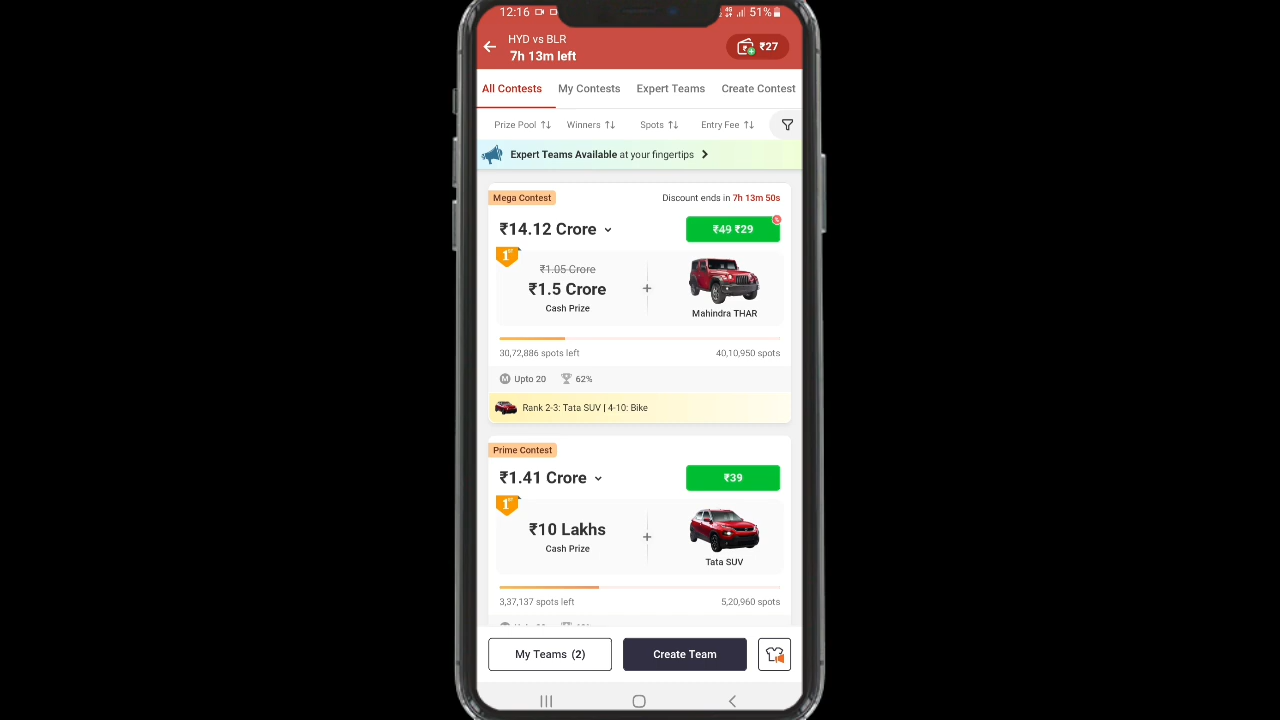 12:16
4G 51%
HYD vs BLR
7h 13m left
₹27
All Contests My Contests Expert Teams Create Contest
Prize Pool Winners Spots Entry Fee
Expert Teams Available at your fingertips
Mega Contest Discount ends in 7h 13m 50s
₹14.12 Crore ₹49 ₹29
1st
₹1.05 Crore
₹1.5 Crore +
Cash Prize Mahindra THAR
30,72,886 spots left 40,10,950 spots
M Upto 20 62%
Rank 2-3: Tata SUV | 4-10: Bike
Prime Contest
₹1.41 Crore ₹39
1st
₹10 Lakhs +
Cash Prize Tata SUV
3,37,137 spots left 5,20,960 spots
My Teams (2) Create Team